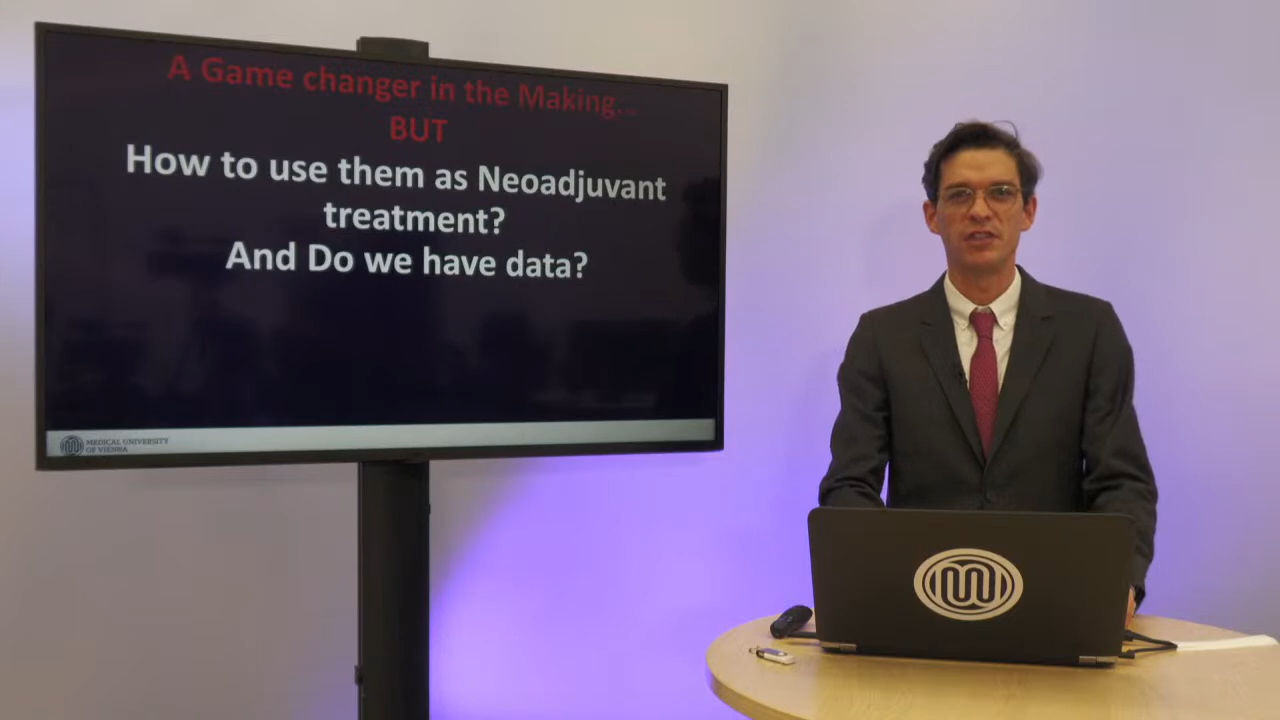 A Game changer in the Making...
BUT
How to use them as Neoadjuvant
treatment?
And Do we have data?
MEDICAL UNIVERSITY
OF VIENNA